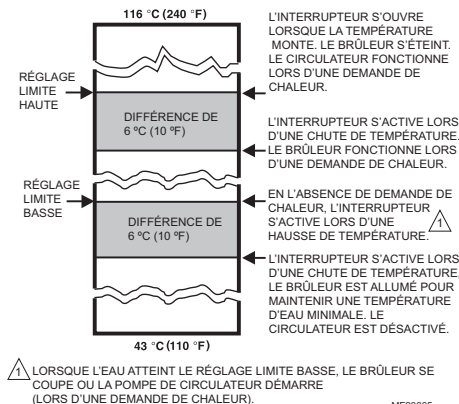 116 °C (240 °F)
L'INTERRUPTEUR S'OUVRE
LORSQUE LA TEMPÉRATURE
MONTE. LE BRÛLEUR S'ÉTEINT.
LE CIRCULATEUR FONCTIONNE
LORS D'UNE DEMANDE DE
CHALEUR.
RÉGLAGE
LIMITE
HAUTE
DIFFÉRENCE DE
6 ºC (10 ºF)
L'INTERRUPTEUR S'ACTIVE LORS
D'UNE CHUTE DE TEMPÉRATURE.
LE BRÛLEUR FONCTIONNE LORS
D'UNE DEMANDE DE CHALEUR.
RÉGLAGE
LIMITE
BASSE
DIFFÉRENCE DE
6 ºC (10 ºF)
EN L'ABSENCE DE DEMANDE DE
CHALEUR, L'INTERRUPTEUR
S'ACTIVE LORS D'UNE
HAUSSE DE TEMPÉRATURE. 1
L'INTERRUPTEUR S'ACTIVE LORS
D'UNE CHUTE DE TEMPÉRATURE.
LE BRÛLEUR EST ALLUMÉ POUR
MAINTENIR UNE TEMPÉRATURE
D'EAU MINIMALE. LE
CIRCULATEUR EST DÉSACTIVÉ.
43 °C (110 °F)
1 LORSQUE L'EAU ATTEINT LE RÉGLAGE LIMITE BASSE, LE BRÛLEUR SE
COUPE OU LA POMPE DE CIRCULATEUR DÉMARRE
(LORS D'UNE DEMANDE DE CHALEUR).